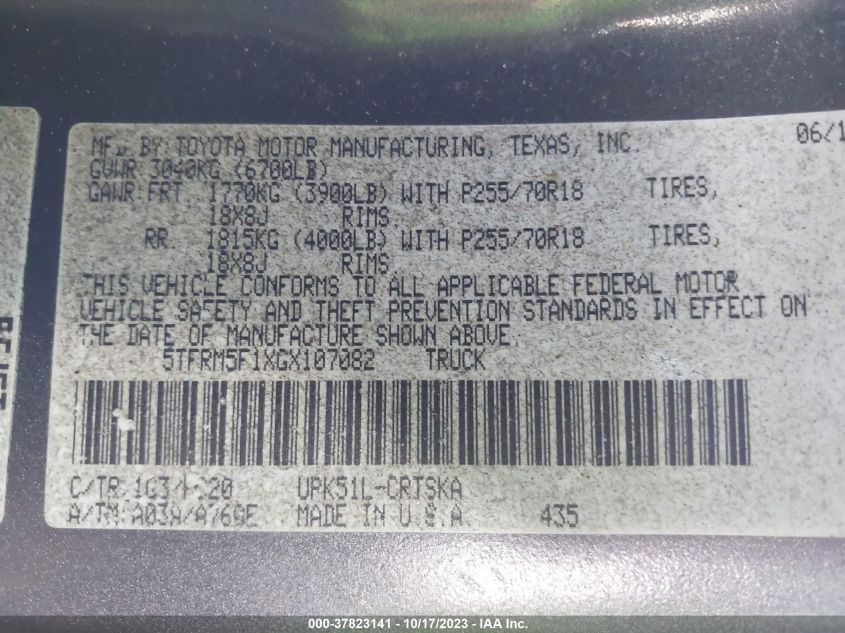 MF. BY TOYOTA MOTOR MANUFACTURING, TEXAS, INC. 06/1
GVWR 3040KG (6700LB)
GAWR FRT 1770KG (3900LB) WITH P255/70R18 TIRES,
18X8J RIMS
RR 1815KG (4000LB) WITH P255/70R18 TIRES,
18X8J RIMS
THIS VEHICLE CONFORMS TO ALL APPLICABLE FEDERAL MOTOR
VEHICLE SAFETY AND THEFT PREVENTION STANDARDS IN EFFECT ON
THE DATE OF MANUFACTURE SHOWN ABOVE.
5TFRM5F1XGX107082 TRUCK
C/TR 1G3/ 20 UPK51L-CRTSKA
A/TM A03A/A760E MADE IN U.S.A. 435
000-37823141 - 10/17/2023 - IAA Inc.